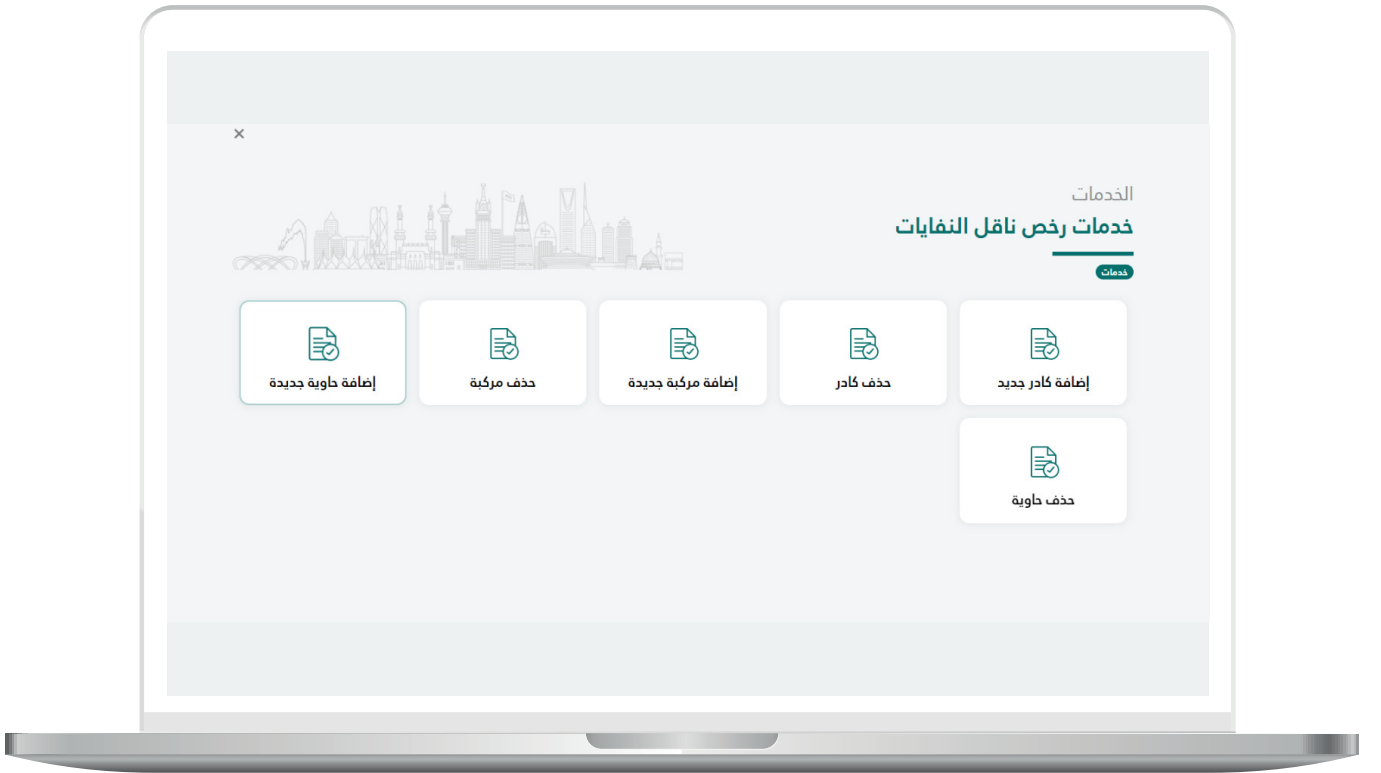 ×
الخدمات
خدمات رخص ناقل النفايات
خدمات
إضافة كادر جديد
حذف كادر
إضافة مركبة جديدة
حذف مركبة
إضافة حاوية جديدة
حذف حاوية